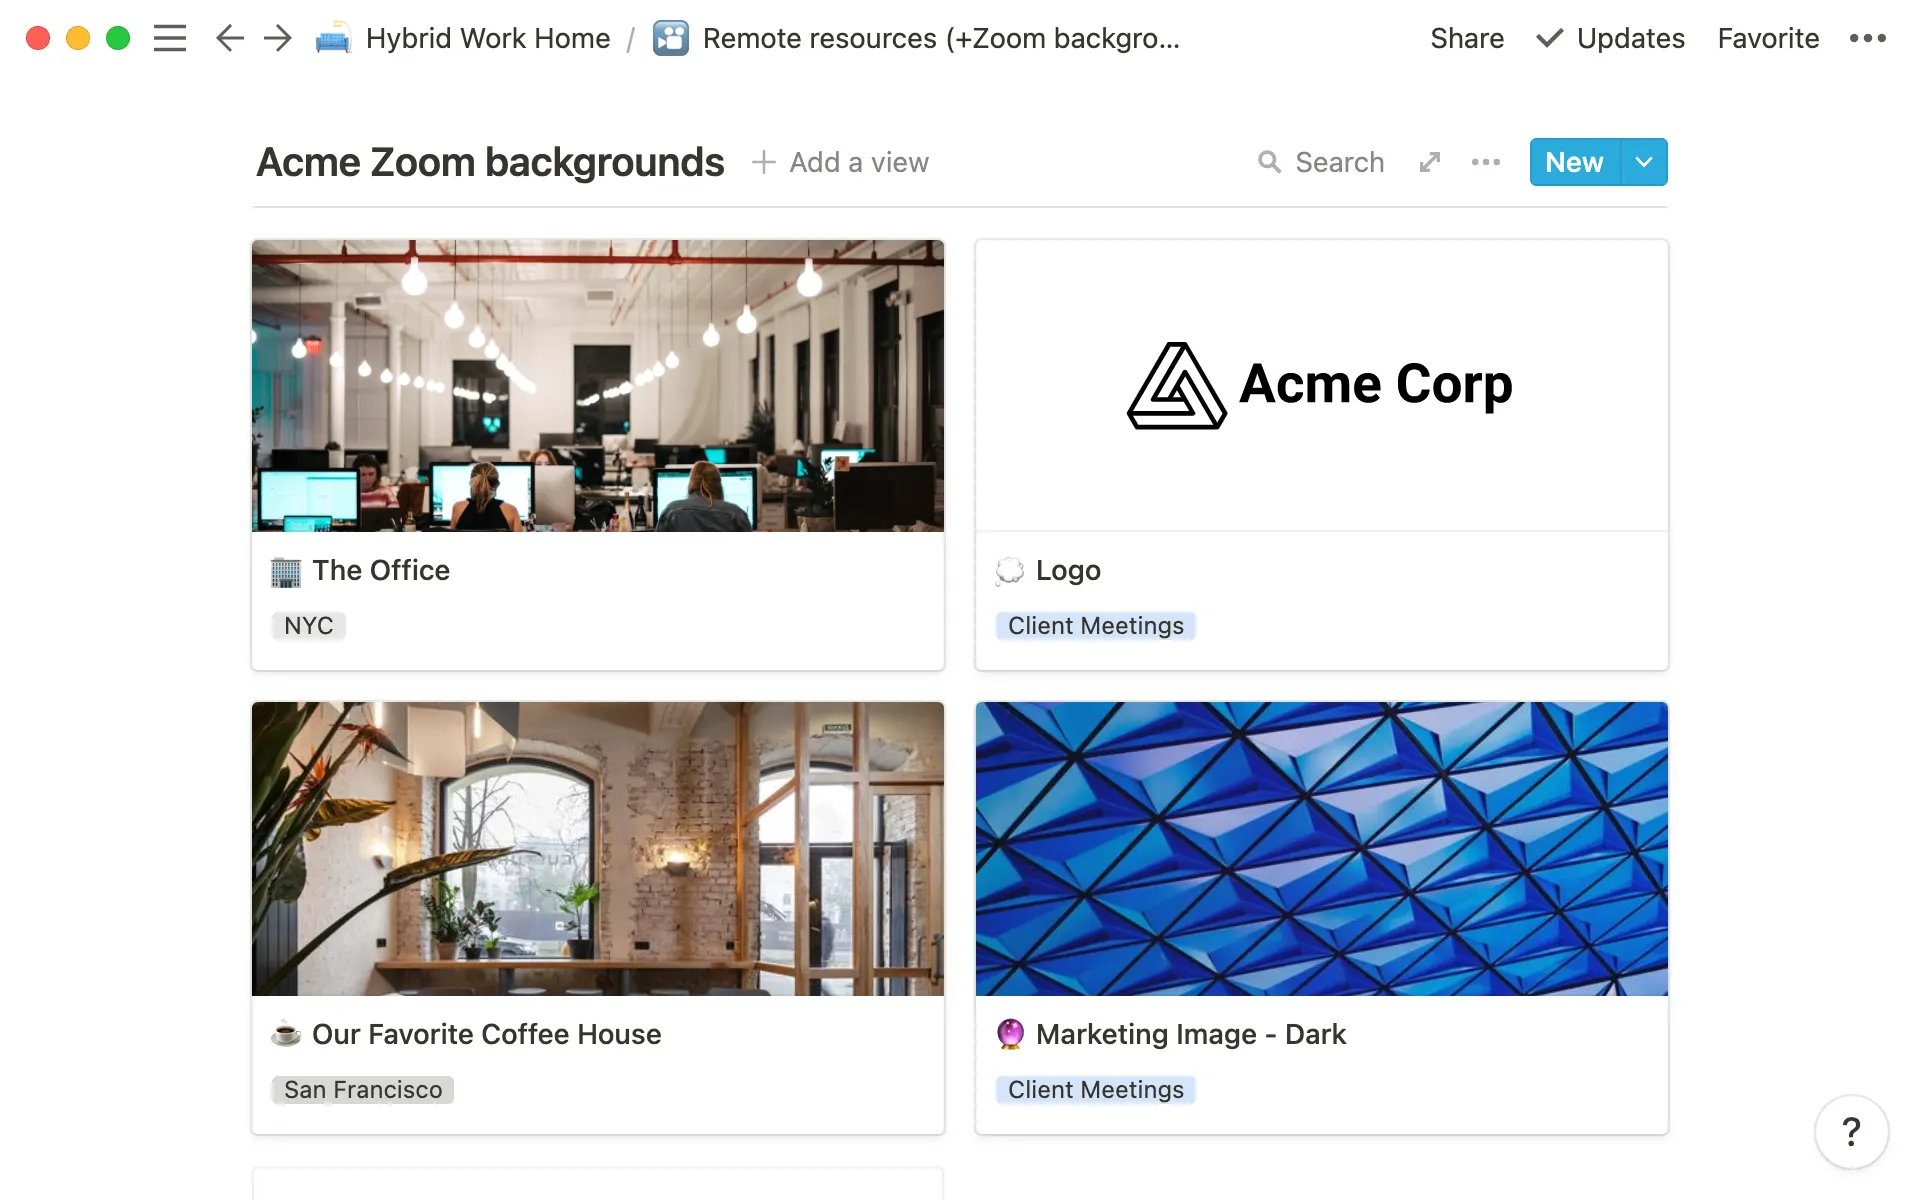 Hybrid Work Home / Remote resources (+Zoom backgro... Share Updates Favorite
Acme Zoom backgrounds Add a view Search New
Acme Corp
The Office
NYC
Logo
Client Meetings
Our Favorite Coffee House
San Francisco
Marketing Image - Dark
Client Meetings
?